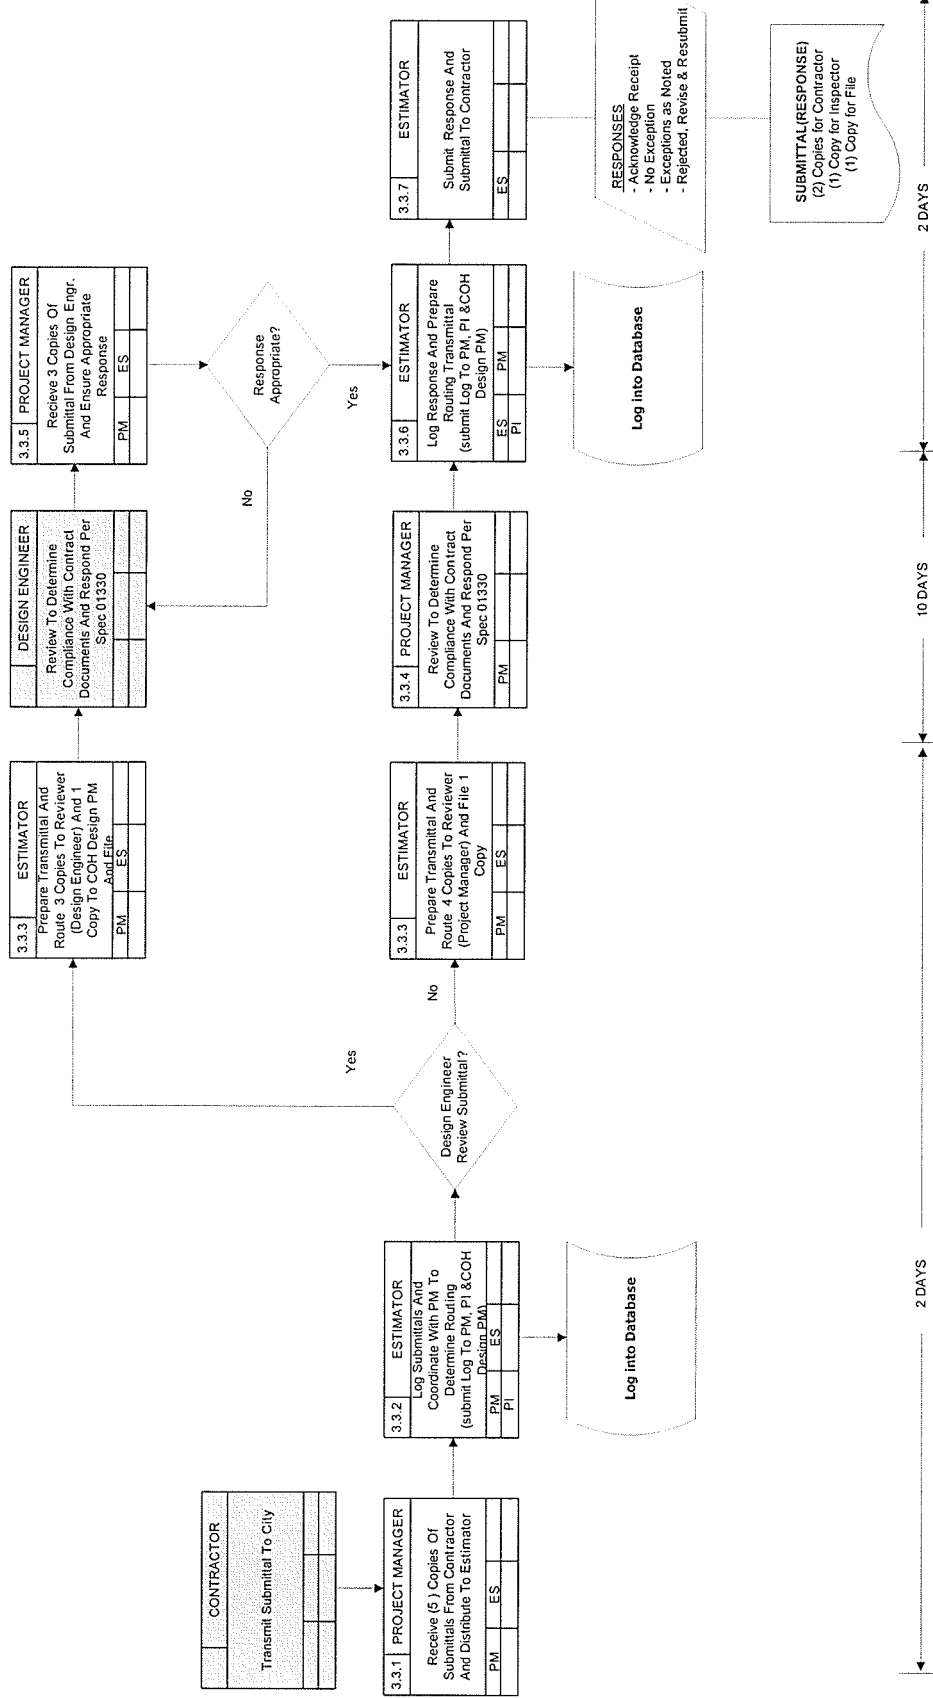 CONTRACTOR
Transmit Submittal To City
3.3.1 PROJECT MANAGER
Receive (5 ) Copies Of
Submittals From Contractor
And Distribute To Estimator
PM ES
3.3.2 ESTIMATOR
Log Submittals And
Coordinate With PM To
Determine Routing
(submit Log To PM, PI &COH
Design PM)
PM ES
PI
Log into Database
Design Engineer
Review Submittal?
Yes
No
3.3.3 ESTIMATOR
Prepare Transmittal And
Route 3 Copies To Reviewer
(Design Engineer) And 1
Copy To COH Design PM
And File
PM ES
3.3.3 ESTIMATOR
Prepare Transmittal And
Route 4 Copies To Reviewer
(Project Manager) And File 1
Copy
PM ES
DESIGN ENGINEER
Review To Determine
Compliance With Contract
Documents And Respond Per
Spec 01330
3.3.4 PROJECT MANAGER
Review To Determine
Compliance With Contract
Documents And Respond Per
Spec 01330
PM
3.3.5 PROJECT MANAGER
Recieve 3 Copies Of
Submittal From Design Engr.
And Ensure Appropriate
Response
PM ES
Response
Appropriate?
No
Yes
3.3.6 ESTIMATOR
Log Response And Prepare
Routing Transmittal
(submit Log To PM, PI &COH
Design PM)
ES PM
PI
Log into Database
3.3.7 ESTIMATOR
Submit Response And
Submittal To Contractor
ES
RESPONSES
- Acknowledge Receipt
- No Exception
- Exceptions as Noted
- Rejected, Revise & Resubmit
SUBMITTAL(RESPONSE)
(2) Copies for Contractor
(1) Copy for Inspector
(1) Copy for File
2 DAYS
10 DAYS
2 DAYS